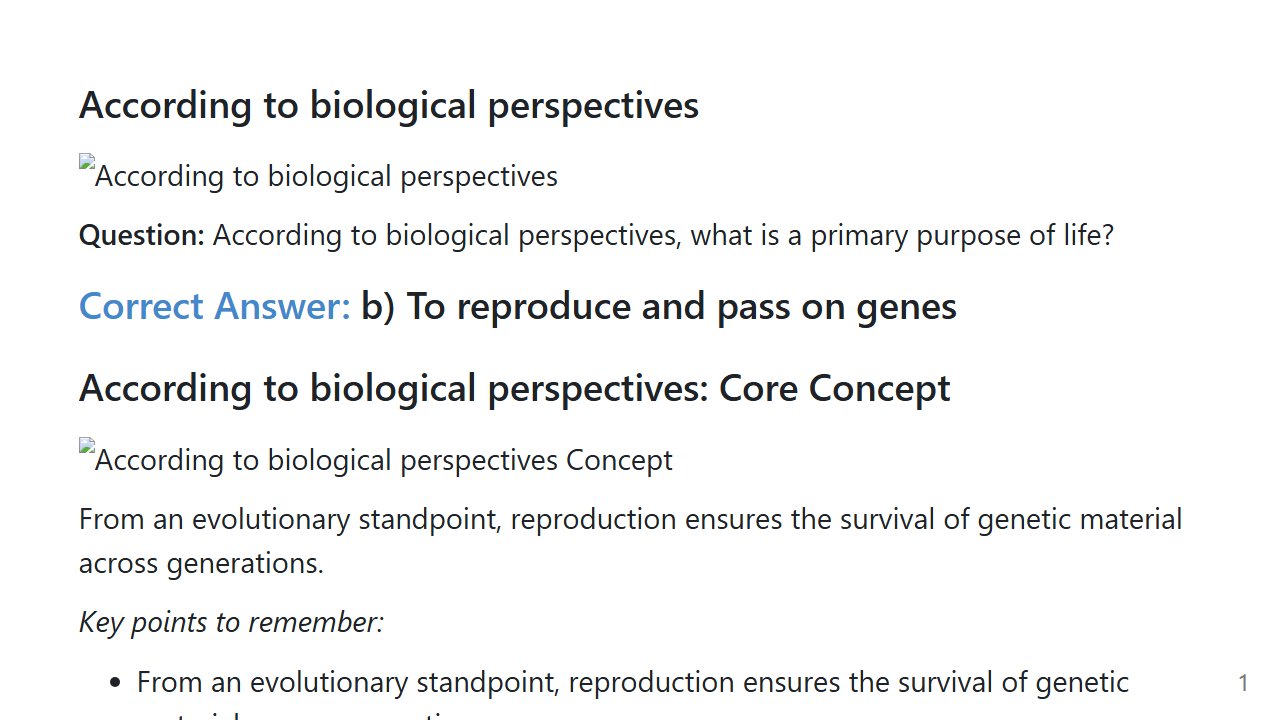 According to biological perspectives
According to biological perspectives
Question: According to biological perspectives, what is a primary purpose of life?
Correct Answer: b) To reproduce and pass on genes
According to biological perspectives: Core Concept
According to biological perspectives Concept
From an evolutionary standpoint, reproduction ensures the survival of genetic material
across generations.
Key points to remember:
• From an evolutionary standpoint, reproduction ensures the survival of genetic
1